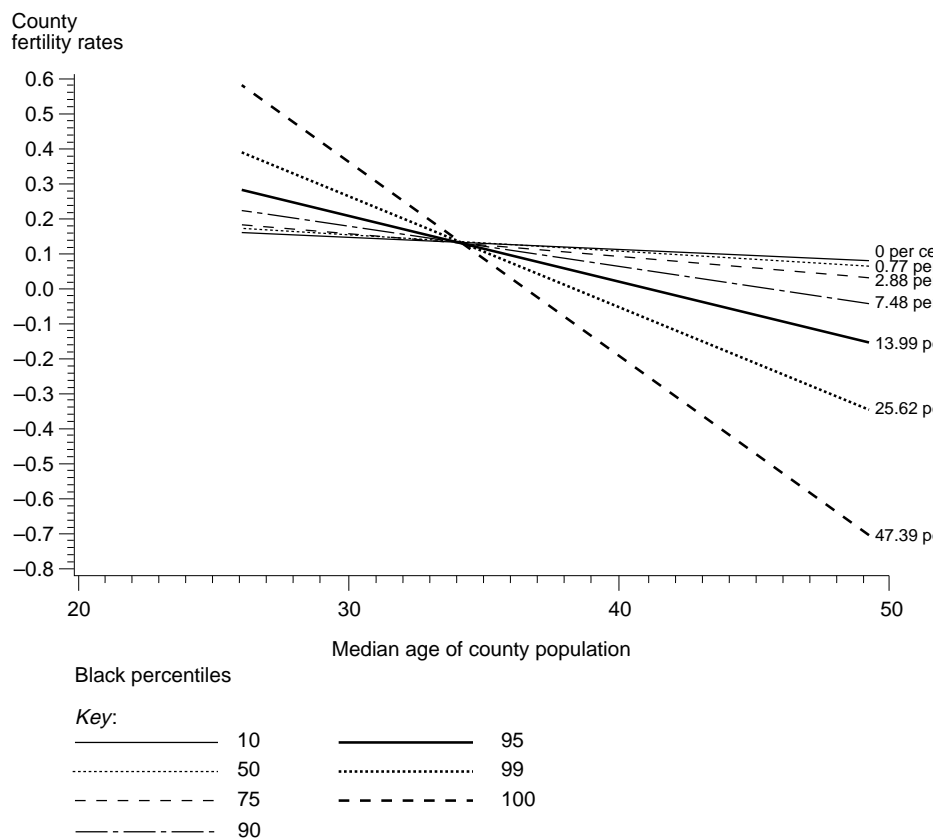 County
fertility rates
0.6
0.5
0.4
0.3
0.2
0.1
0.0
–0.1
–0.2
–0.3
–0.4
–0.5
–0.6
–0.7
–0.8
0 per ce
0.77 pe
2.88 pe
7.48 pe
13.99 pe
25.62 pe
47.39 pe
20 30 40 50
Median age of county population
Black percentiles
Key:
10 95
50 99
75 100
90